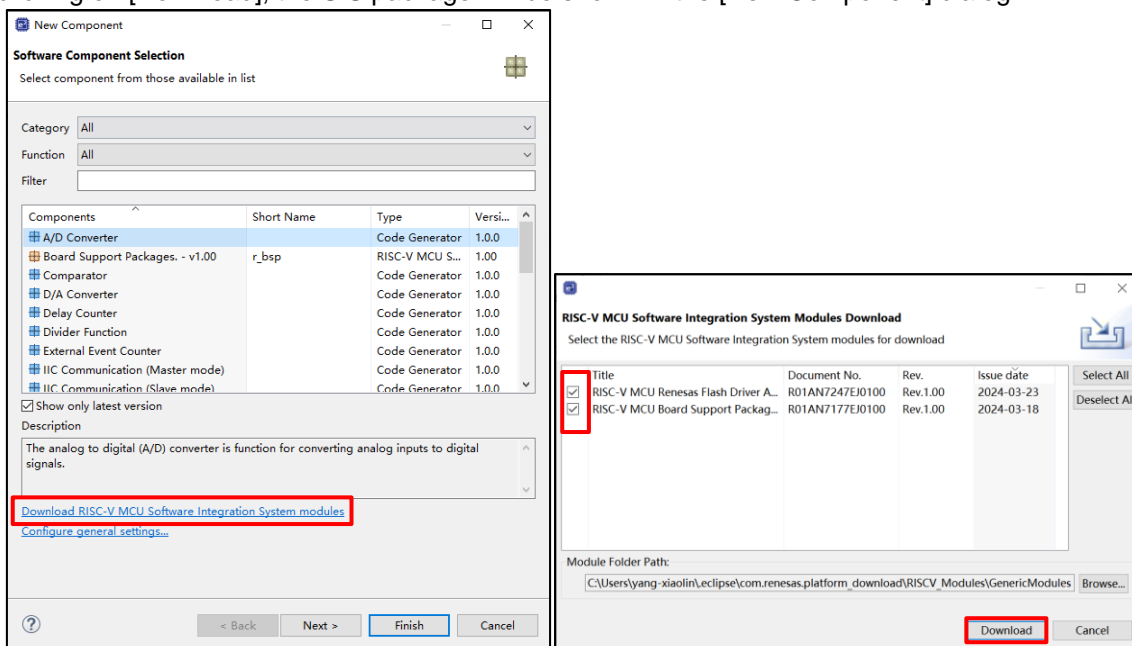 New Component
Software Component Selection
Select component from those available in list
Category All
Function All
Filter
Components Short Name Type Versi...
A/D Converter Code Generator 1.0.0
Board Support Packages. - v1.00 r_bsp RISC-V MCU S... 1.00
Comparator Code Generator 1.0.0
D/A Converter Code Generator 1.0.0
Delay Counter Code Generator 1.0.0
Divider Function Code Generator 1.0.0
External Event Counter Code Generator 1.0.0
IIC Communication (Master mode) Code Generator 1.0.0
IIC Communication (Slave mode) Code Generator 1.0.0
Show only latest version
Description
The analog to digital (A/D) converter is function for converting analog inputs to digital
signals.
Download RISC-V MCU Software Integration System modules
Configure general settings...
< Back Next > Finish Cancel
RISC-V MCU Software Integration System Modules Download
Select the RISC-V MCU Software Integration System modules for download
Title Document No. Rev. Issue date
RISC-V MCU Renesas Flash Driver A... R01AN7247EJ0100 Rev.1.00 2024-03-23
RISC-V MCU Board Support Packag... R01AN7177EJ0100 Rev.1.00 2024-03-18
Select All
Deselect Al
Module Folder Path:
C:\Users\yang-xiaolin\.eclipse\com.renesas.platform_download\RISCV_Modules\GenericModules Browse...
Download Cancel